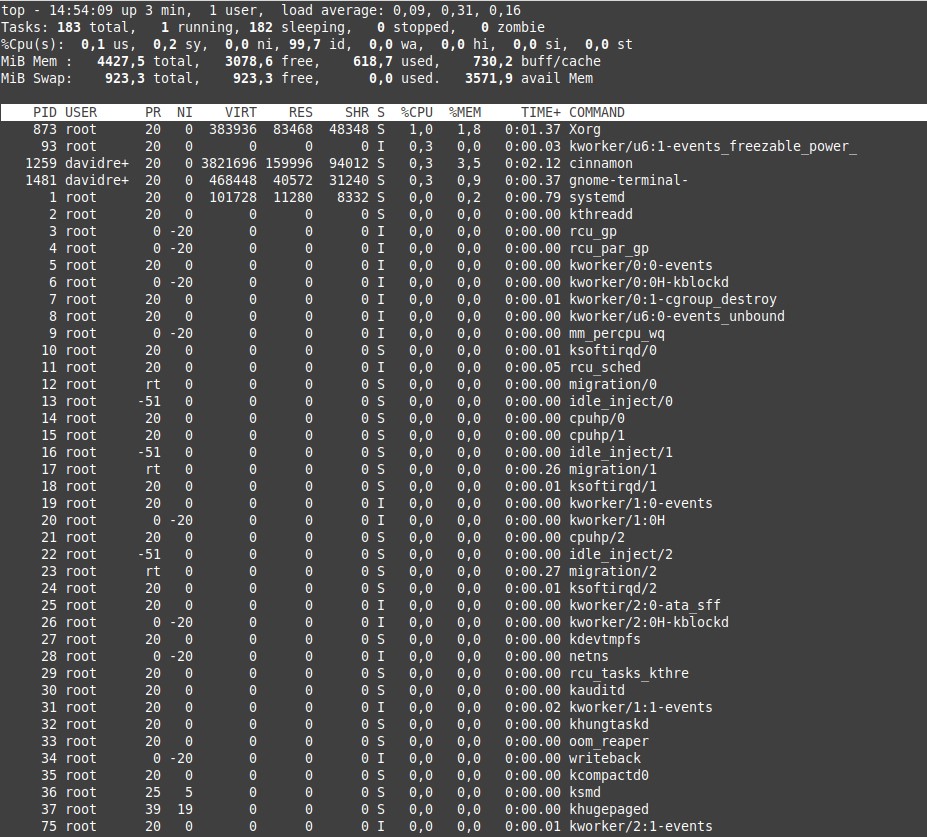 top - 14:54:09 up 3 min,  1 user,  load average: 0,09, 0,31, 0,16
Tasks: 183 total,   1 running, 182 sleeping,   0 stopped,   0 zombie
%Cpu(s):  0,1 us,  0,2 sy,  0,0 ni, 99,7 id,  0,0 wa,  0,0 hi,  0,0 si,  0,0 st
MiB Mem :   4427,5 total,   3078,6 free,    618,7 used,    730,2 buff/cache
MiB Swap:    923,3 total,    923,3 free,      0,0 used.   3571,9 avail Mem
PID USER      PR  NI    VIRT    RES    SHR S  %CPU  %MEM     TIME+ COMMAND
873 root      20   0  383936  83468  48348 S   1,0   1,8   0:01.37 Xorg
93 root      20   0       0      0      0 I   0,3   0,0   0:00.03 kworker/u6:1-events_freezable_power_
1259 davidre+  20   0 3821696 159996  94012 S   0,3   3,5   0:02.12 cinnamon
1481 davidre+  20   0  468448  40572  31240 S   0,3   0,9   0:00.37 gnome-terminal-
1 root      20   0  101728  11280   8332 S   0,0   0,2   0:00.79 systemd
2 root      20   0       0      0      0 S   0,0   0,0   0:00.00 kthreadd
3 root       0 -20       0      0      0 I   0,0   0,0   0:00.00 rcu_gp
4 root       0 -20       0      0      0 I   0,0   0,0   0:00.00 rcu_par_gp
5 root      20   0       0      0      0 I   0,0   0,0   0:00.00 kworker/0:0-events
6 root       0 -20       0      0      0 I   0,0   0,0   0:00.00 kworker/0:0H-kblockd
7 root      20   0       0      0      0 I   0,0   0,0   0:00.01 kworker/0:1-cgroup_destroy
8 root      20   0       0      0      0 I   0,0   0,0   0:00.00 kworker/u6:0-events_unbound
9 root       0 -20       0      0      0 I   0,0   0,0   0:00.00 mm_percpu_wq
10 root      20   0       0      0      0 S   0,0   0,0   0:00.01 ksoftirqd/0
11 root      20   0       0      0      0 I   0,0   0,0   0:00.05 rcu_sched
12 root      rt   0       0      0      0 S   0,0   0,0   0:00.00 migration/0
13 root     -51   0       0      0      0 S   0,0   0,0   0:00.00 idle_inject/0
14 root      20   0       0      0      0 S   0,0   0,0   0:00.00 cpuhp/0
15 root      20   0       0      0      0 S   0,0   0,0   0:00.00 cpuhp/1
16 root     -51   0       0      0      0 S   0,0   0,0   0:00.00 idle_inject/1
17 root      rt   0       0      0      0 S   0,0   0,0   0:00.26 migration/1
18 root      20   0       0      0      0 S   0,0   0,0   0:00.01 ksoftirqd/1
19 root      20   0       0      0      0 I   0,0   0,0   0:00.00 kworker/1:0-events
20 root       0 -20       0      0      0 I   0,0   0,0   0:00.00 kworker/1:0H
21 root      20   0       0      0      0 S   0,0   0,0   0:00.00 cpuhp/2
22 root     -51   0       0      0      0 S   0,0   0,0   0:00.00 idle_inject/2
23 root      rt   0       0      0      0 S   0,0   0,0   0:00.27 migration/2
24 root      20   0       0      0      0 S   0,0   0,0   0:00.01 ksoftirqd/2
25 root      20   0       0      0      0 I   0,0   0,0   0:00.00 kworker/2:0-ata_sff
26 root       0 -20       0      0      0 I   0,0   0,0   0:00.00 kworker/2:0H-kblockd
27 root      20   0       0      0      0 S   0,0   0,0   0:00.00 kdevtmpfs
28 root       0 -20       0      0      0 I   0,0   0,0   0:00.00 netns
29 root      20   0       0      0      0 S   0,0   0,0   0:00.00 rcu_tasks_kthre
30 root      20   0       0      0      0 S   0,0   0,0   0:00.00 kauditd
31 root      20   0       0      0      0 I   0,0   0,0   0:00.02 kworker/1:1-events
32 root      20   0       0      0      0 S   0,0   0,0   0:00.00 khungtaskd
33 root      20   0       0      0      0 S   0,0   0,0   0:00.00 oom_reaper
34 root       0 -20       0      0      0 I   0,0   0,0   0:00.00 writeback
35 root      20   0       0      0      0 S   0,0   0,0   0:00.00 kcompactd0
36 root      25   5       0      0      0 S   0,0   0,0   0:00.00 ksmd
37 root      39  19       0      0      0 S   0,0   0,0   0:00.00 khugepaged
75 root      20   0       0      0      0 I   0,0   0,0   0:00.01 kworker/2:1-events